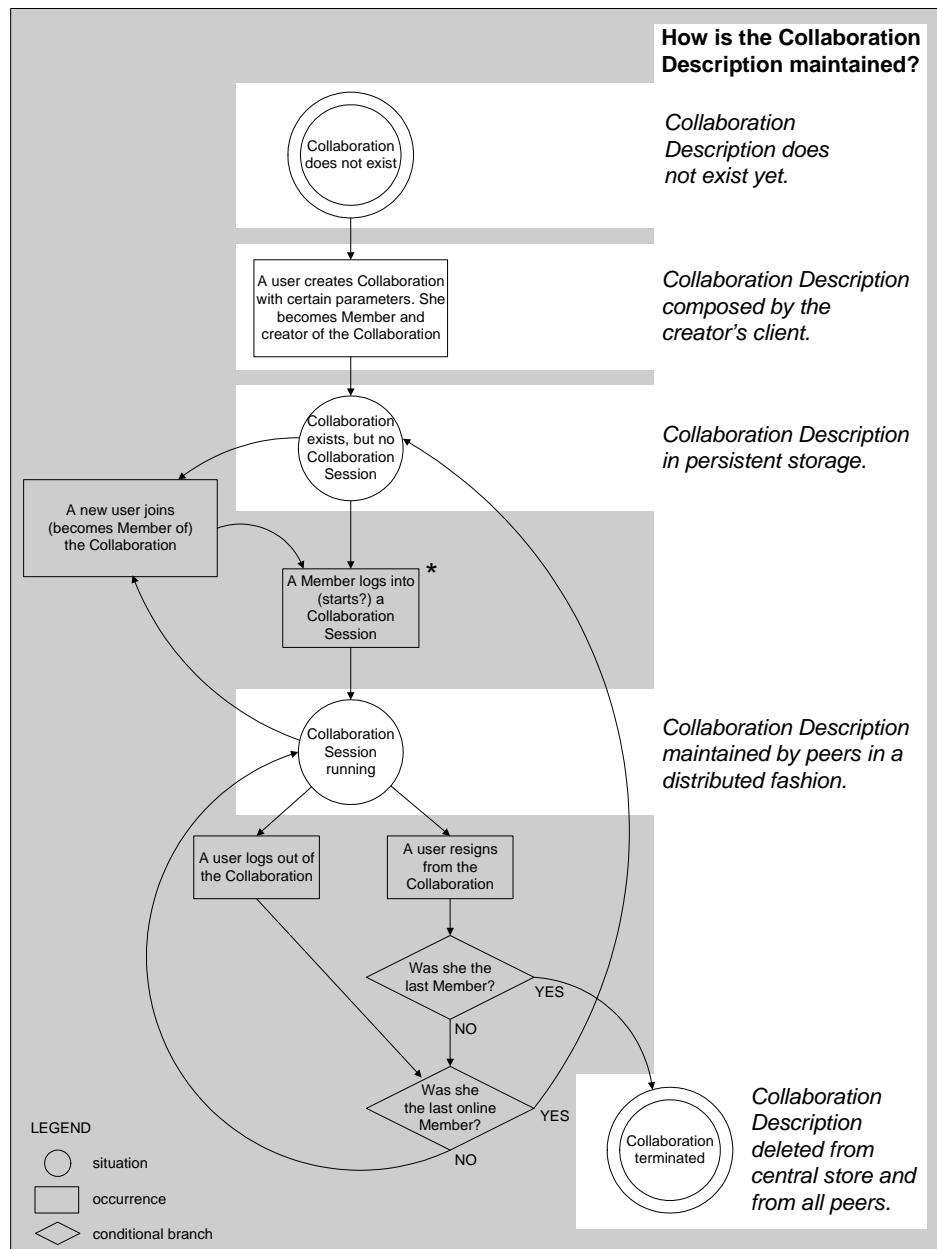 How is the Collaboration
Description maintained?
Collaboration
does not exist
Collaboration
Description does
not exist yet.
A user creates Collaboration
with certain parameters. She
becomes Member and
creator of the Collaboration
Collaboration Description
composed by the
creator's client.
Collaboration
exists, but no
Collaboration
Session
Collaboration Description
in persistent storage.
A new user joins
(becomes Member of)
the Collaboration
A Member logs into
(starts?) a
Collaboration
Session
*
Collaboration
Session
running
Collaboration Description
maintained by peers in a
distributed fashion.
A user logs out of
the Collaboration
A user resigns
from the
Collaboration
Was she the
last Member?
YES
NO
Was she
the last online
Member?
YES
NO
Collaboration
terminated
Collaboration
Description
deleted from
central store and
from all peers.
LEGEND
situation
occurrence
conditional branch